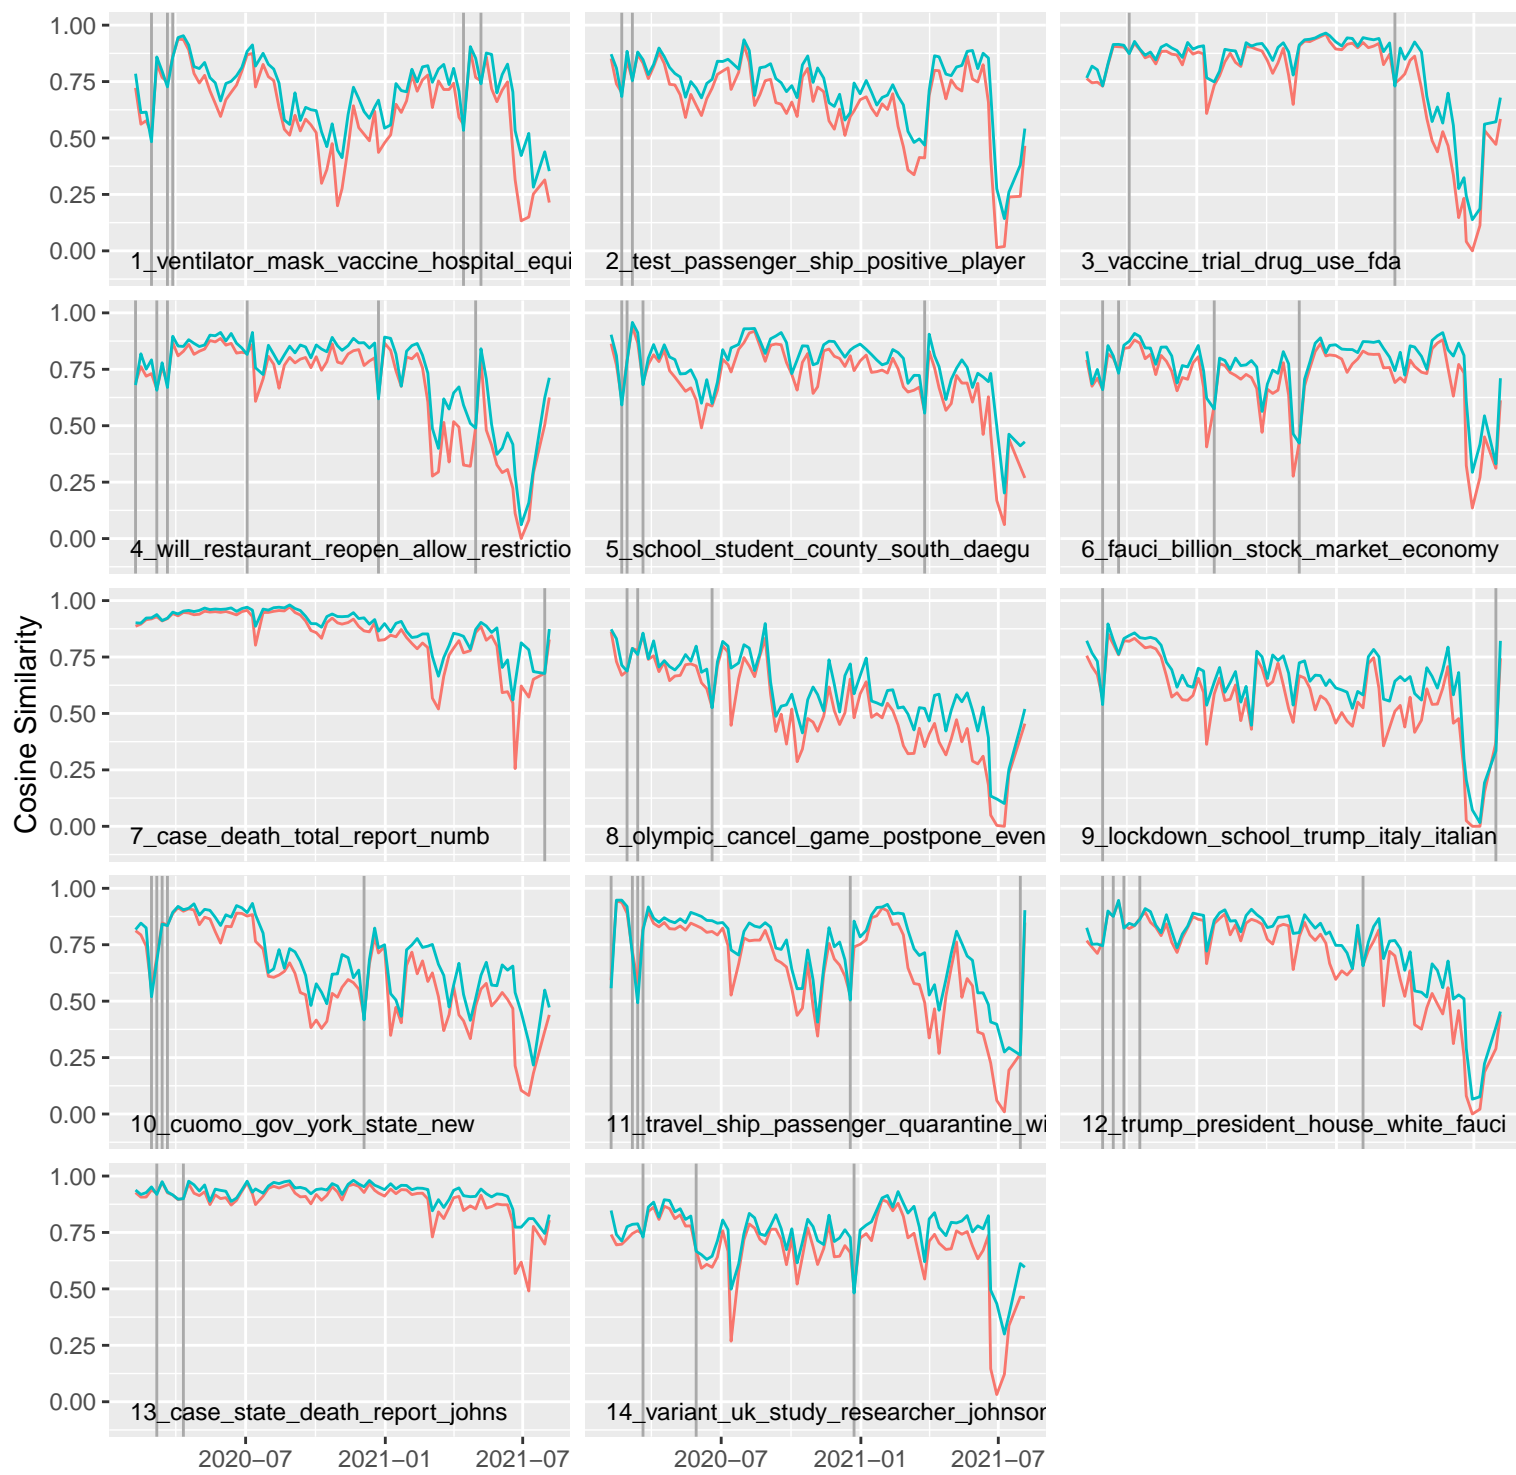 Cosine Similarity
1.00
0.75
0.50
0.25
0.00
1_ventilator_mask_vaccine_hospital_equi
2_test_passenger_ship_positive_player
3_vaccine_trial_drug_use_fda
1.00
0.75
0.50
0.25
0.00
4_will_restaurant_reopen_allow_restrictio
5_school_student_county_south_daegu
6_fauci_billion_stock_market_economy
1.00
0.75
0.50
0.25
0.00
7_case_death_total_report_numb
8_olympic_cancel_game_postpone_even
9_lockdown_school_trump_italy_italian
1.00
0.75
0.50
0.25
0.00
10_cuomo_gov_york_state_new
11_travel_ship_passenger_quarantine_wi
12_trump_president_house_white_fauci
1.00
0.75
0.50
0.25
0.00
13_case_state_death_report_johns
14_variant_uk_study_researcher_johnson
2020−07 2021−01 2021−07 2020−07 2021−01 2021−07